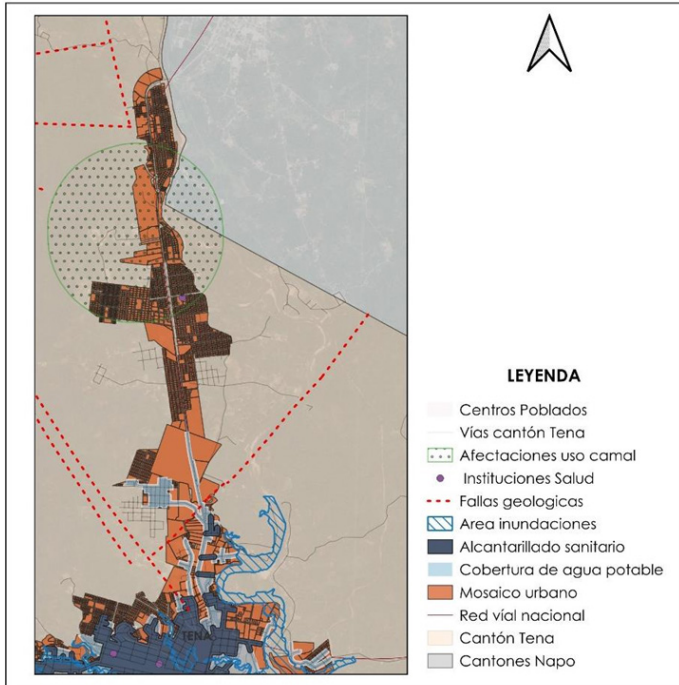 TENA
LEYENDA
Centros Poblados
Vías cantón Tena
Afectaciones uso camal
Instituciones Salud
Fallas geologicas
Area inundaciones
Alcantarillado sanitario
Cobertura de agua potable
Mosaico urbano
Red víal nacional
Cantón Tena
Cantones Napo